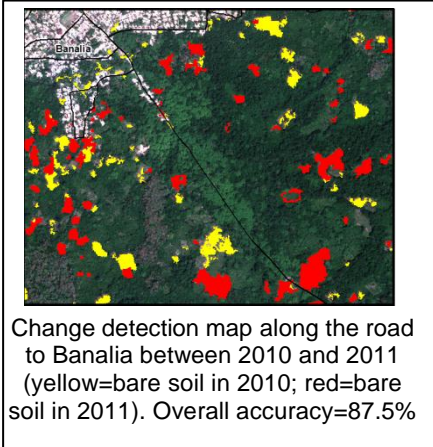 Banalia
Change detection map along the road
to Banalia between 2010 and 2011
(yellow=bare soil in 2010; red=bare
soil in 2011). Overall accuracy=87.5%